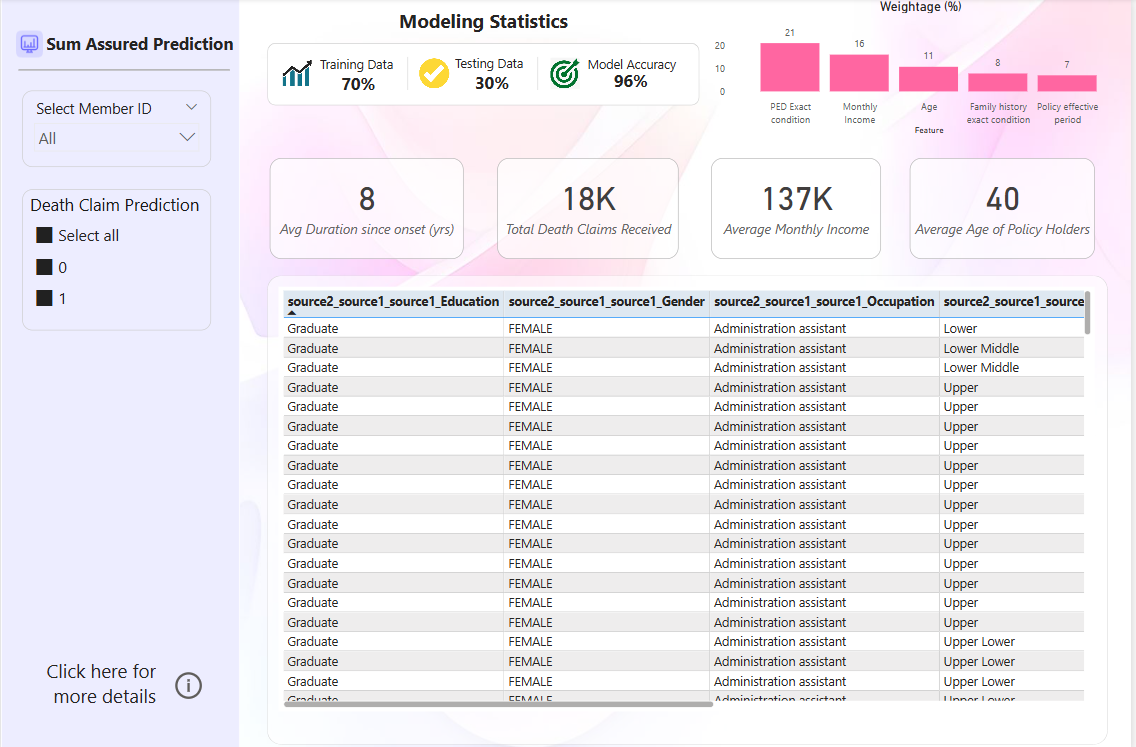 Sum Assured Prediction
Select Member ID
All
Death Claim Prediction
Select all
0
1
Click here for
more details
Modeling Statistics
Training Data
70%
Testing Data
30%
Model Accuracy
96%
Weightage (%)
20
10
0
21
16
11
8
7
PED Exact
condition
Monthly
Income
Age
Family history
exact condition
Policy effective
period
Feature
8
Avg Duration since onset (yrs)
18K
Total Death Claims Received
137K
Average Monthly Income
40
Average Age of Policy Holders
source2_source1_source1_Education source2_source1_source1_Gender source2_source1_source1_Occupation source2_source1_source
Graduate FEMALE Administration assistant Lower
Graduate FEMALE Administration assistant Lower Middle
Graduate FEMALE Administration assistant Lower Middle
Graduate FEMALE Administration assistant Upper
Graduate FEMALE Administration assistant Upper
Graduate FEMALE Administration assistant Upper
Graduate FEMALE Administration assistant Upper
Graduate FEMALE Administration assistant Upper
Graduate FEMALE Administration assistant Upper
Graduate FEMALE Administration assistant Upper
Graduate FEMALE Administration assistant Upper
Graduate FEMALE Administration assistant Upper
Graduate FEMALE Administration assistant Upper
Graduate FEMALE Administration assistant Upper
Graduate FEMALE Administration assistant Upper
Graduate FEMALE Administration assistant Upper
Graduate FEMALE Administration assistant Upper Lower
Graduate FEMALE Administration assistant Upper Lower
Graduate FEMALE Administration assistant Upper Lower
Graduate FEMALE Administration assistant Upper Lower